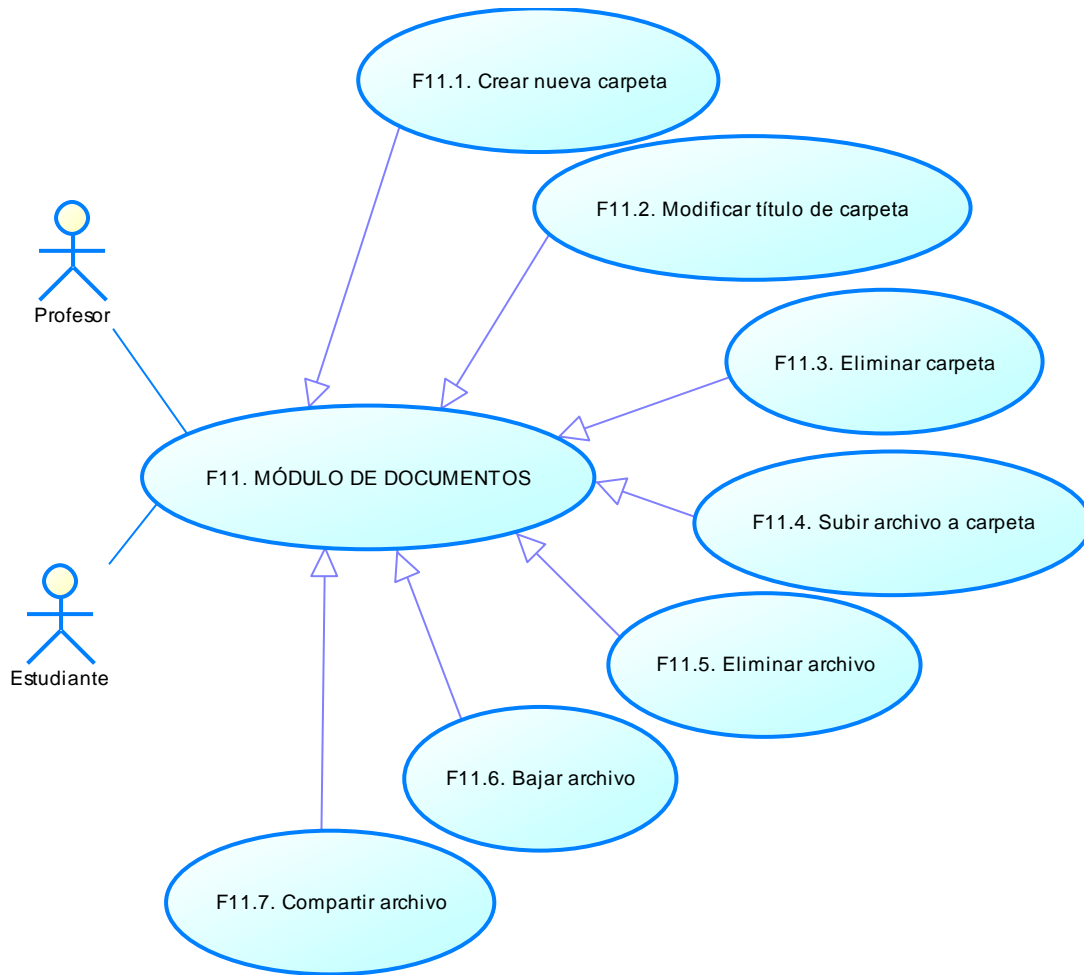 F11.1. Crear nueva carpeta
F11.2. Modificar título de carpeta
Profesor
F11.3. Eliminar carpeta
F11. MÓDULO DE DOCUMENTOS
F11.4. Subir archivo a carpeta
Estudiante
F11.5. Eliminar archivo
F11.6. Bajar archivo
F11.7. Compartir archivo